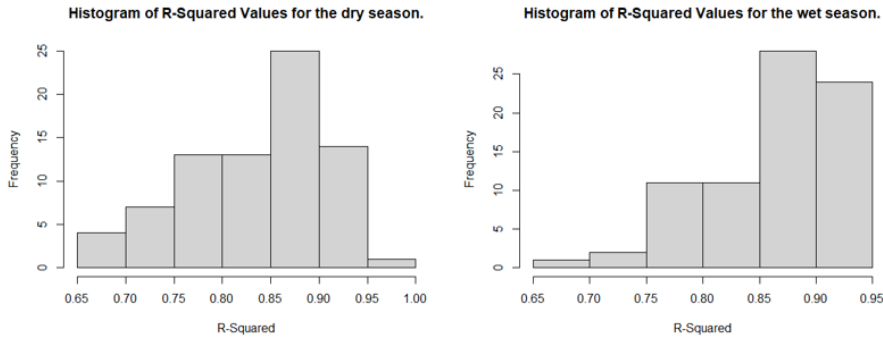 Histogram of R-Squared Values for the dry season.
Frequency
25
20
15
10
5
0
0.65 0.70 0.75 0.80 0.85 0.90 0.95 1.00
R-Squared
Histogram of R-Squared Values for the wet season.
Frequency
25
20
15
10
5
0
0.65 0.70 0.75 0.80 0.85 0.90 0.95
R-Squared